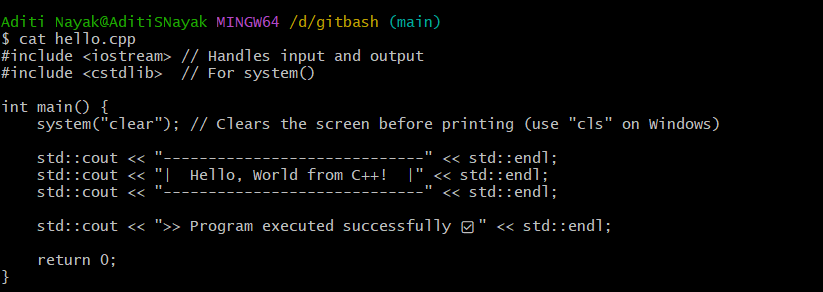 Aditi Nayak@AditiSNayak MINGW64 /d/gitbash (main)
$ cat hello.cpp
#include <iostream> // Handles input and output
#include <cstdlib>  // For system()

int main() {
    system("clear"); // Clears the screen before printing (use "cls" on Windows)

    std::cout << "-----------------------------" << std::endl;
    std::cout << "|  Hello, World from C++!  |" << std::endl;
    std::cout << "-----------------------------" << std::endl;

    std::cout << ">> Program executed successfully ☑" << std::endl;

    return 0;
}